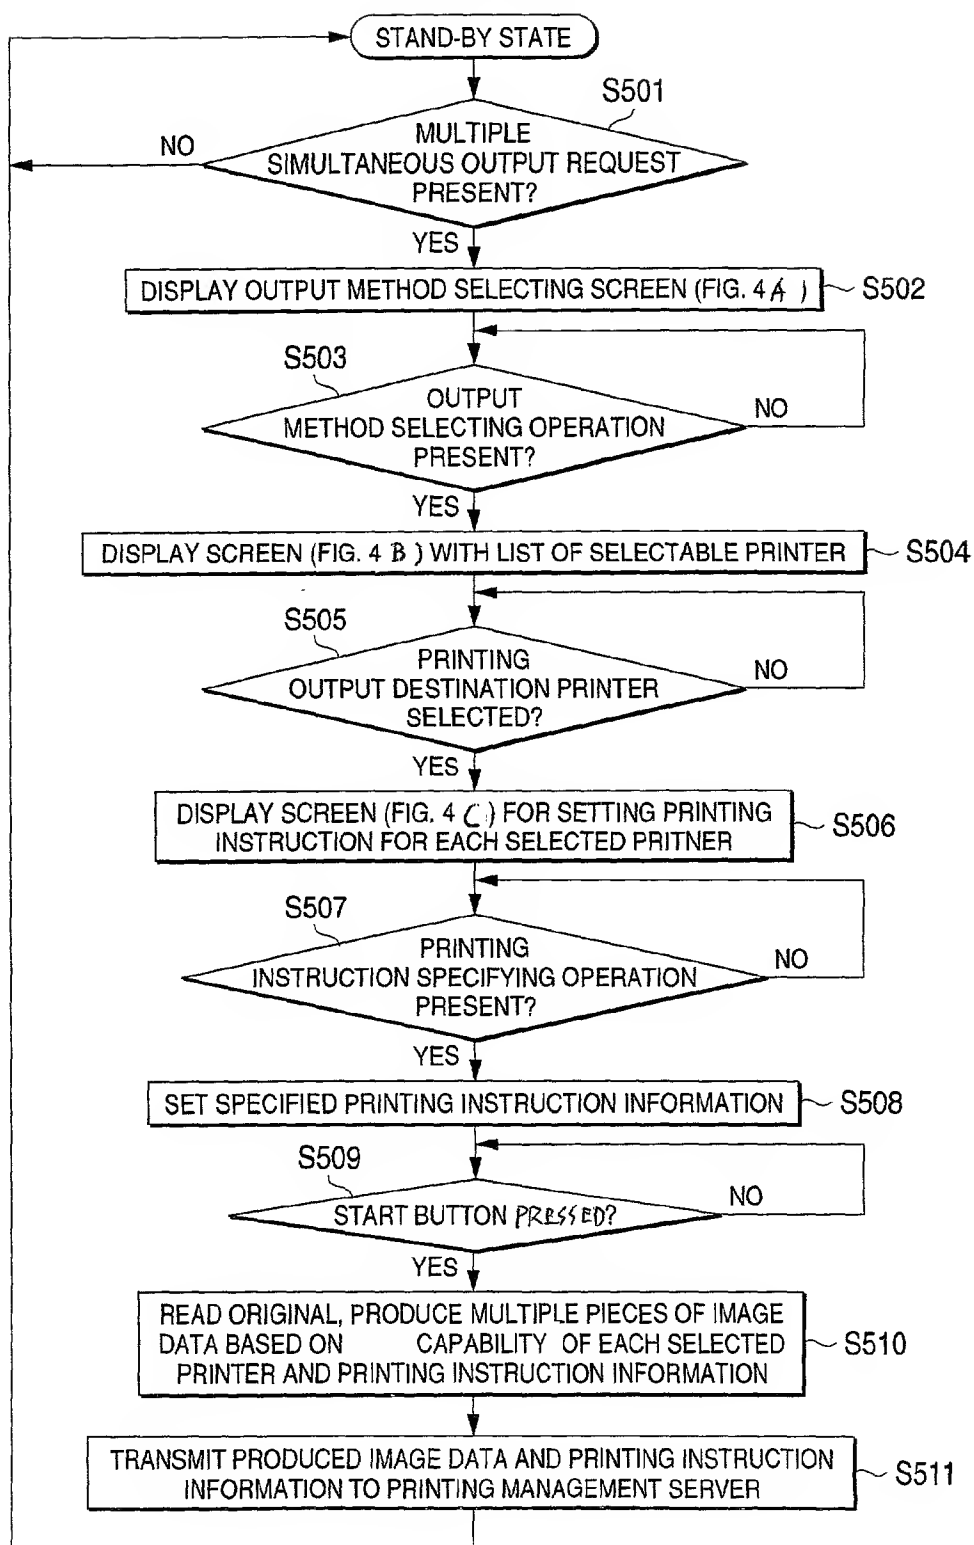 STAND-BY STATE
S501
MULTIPLE
SIMULTANEOUS OUTPUT REQUEST
PRESENT?
NO
YES
DISPLAY OUTPUT METHOD SELECTING SCREEN (FIG. 4A )
S502
S503
OUTPUT
METHOD SELECTING OPERATION
PRESENT?
NO
YES
DISPLAY SCREEN (FIG. 4 B ) WITH LIST OF SELECTABLE PRINTER
S504
S505
PRINTING
OUTPUT DESTINATION PRINTER
SELECTED?
NO
YES
DISPLAY SCREEN (FIG. 4 C ) FOR SETTING PRINTING
INSTRUCTION FOR EACH SELECTED PRITNER
S506
S507
PRINTING
INSTRUCTION SPECIFYING OPERATION
PRESENT?
NO
YES
SET SPECIFIED PRINTING INSTRUCTION INFORMATION
S508
S509
START BUTTON PRESSED?
NO
YES
READ ORIGINAL, PRODUCE MULTIPLE PIECES OF IMAGE
DATA BASED ON CAPABILITY OF EACH SELECTED
PRINTER AND PRINTING INSTRUCTION INFORMATION
S510
TRANSMIT PRODUCED IMAGE DATA AND PRINTING INSTRUCTION
INFORMATION TO PRINTING MANAGEMENT SERVER
S511